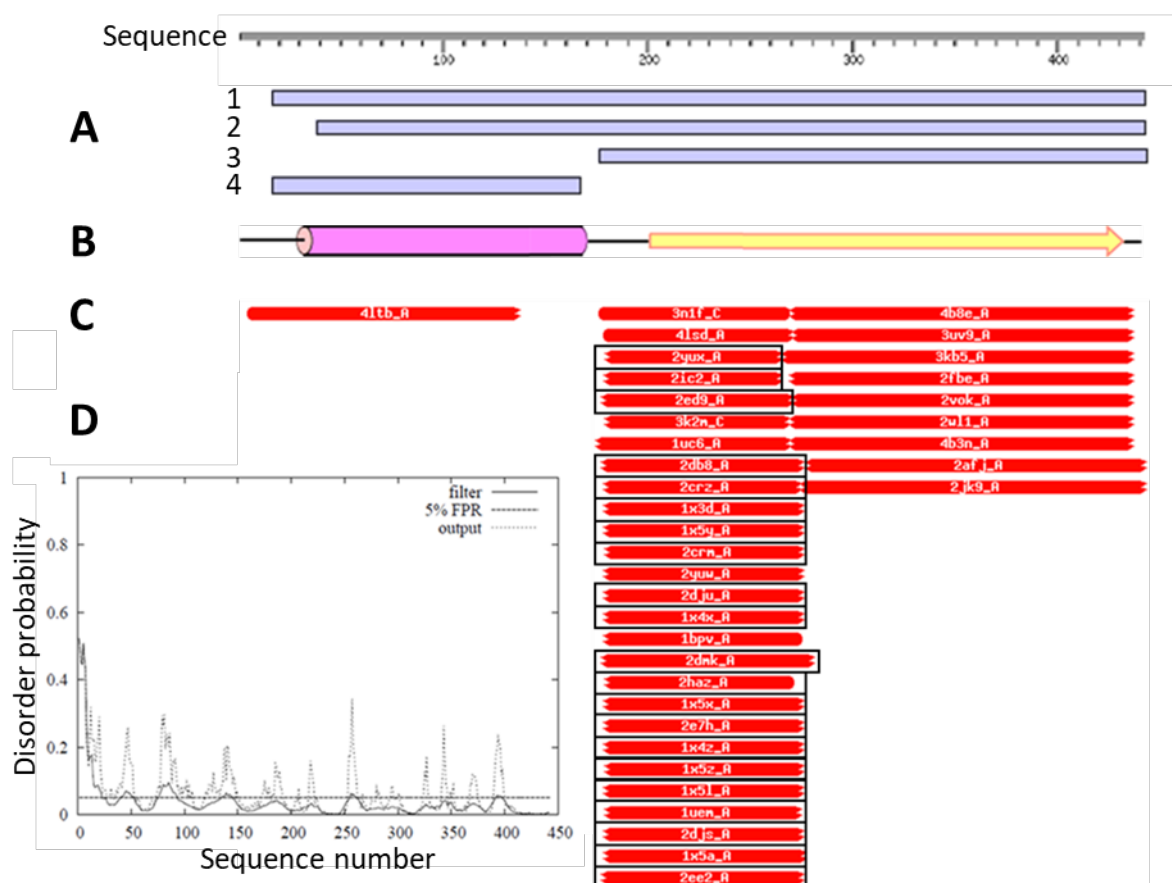 Sequence
100 200 300 400
A
1
2
3
4
B
C
4ltb_A 3n1f_C 4b8e_A
4lsd_A 3uv9_A
2yux_A 3kb5_A
2ic2_A 2fbe_A
2ed9_A 2vok_A
3k2m_C 2wl1_A
1uc6_A 4b3n_A
2db8_A 2afj_A
2crz_A 2jk9_A
1x3d_A
1x5y_A
2crm_A
2yuw_A
2dju_A
1x4x_A
1bpv_A
2dmk_A
2haz_A
1x5x_A
2e7h_A
1x4z_A
1x5z_A
1x5l_A
1uem_A
2djs_A
1x5a_A
2ee2_A
D
Disorder probability
1
0.8
0.6
0.4
0.2
0
filter
5% FPR
output
0 50 100 150 200 250 300 350 400 450
Sequence number